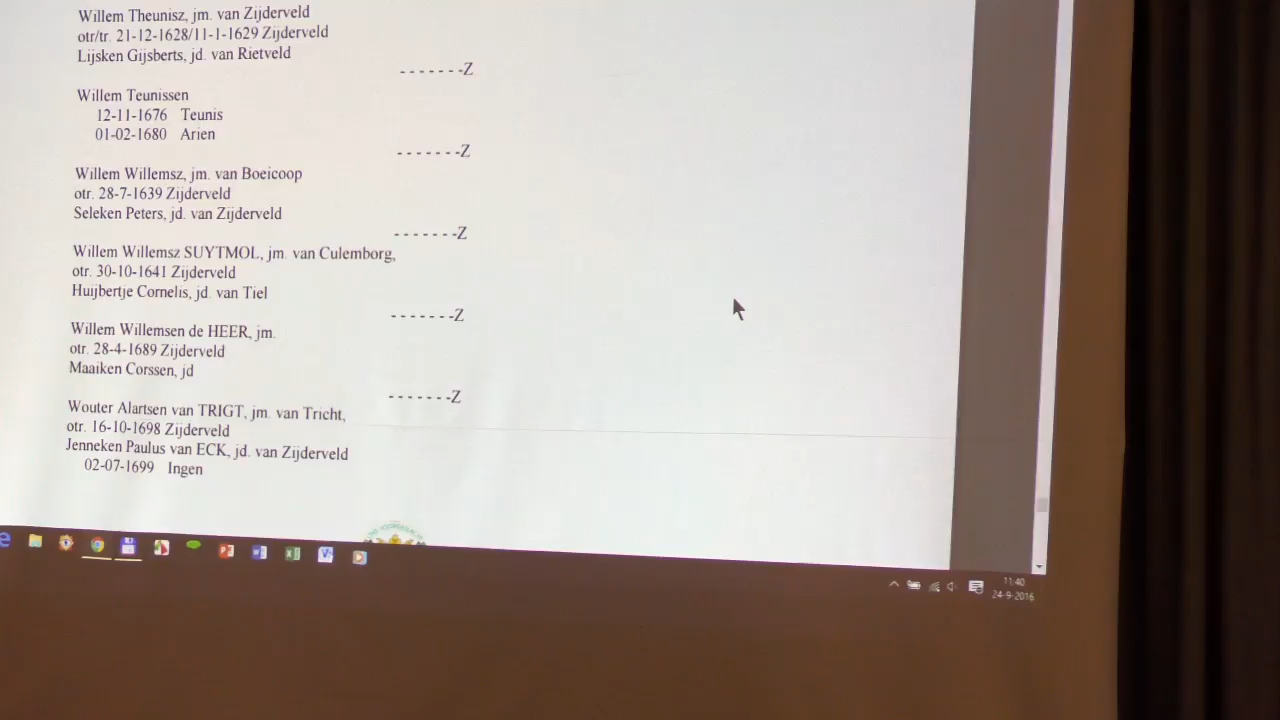 Willem Theunisz, jm. van Zijderveld
otr/tr. 21-12-1628/11-1-1629 Zijderveld
Lijsken Gijsberts, jd. van Rietveld
- - - - - - -Z
Willem Teunissen
12-11-1676 Teunis
01-02-1680 Arien
- - - - - - -Z
Willem Willemsz, jm. van Boeicoop
otr. 28-7-1639 Zijderveld
Seleken Peters, jd. van Zijderveld
- - - - - - -Z
Willem Willemsz SUYTMOL, jm. van Culemborg,
otr. 30-10-1641 Zijderveld
Huijbertje Cornelis, jd. van Tiel
- - - - - - -Z
Willem Willemsen de HEER, jm.
otr. 28-4-1689 Zijderveld
Maaiken Corssen, jd
- - - - - - -Z
Wouter Alartsen van TRIGT, jm. van Tricht,
otr. 16-10-1698 Zijderveld
Jenneken Paulus van ECK, jd. van Zijderveld
02-07-1699 Ingen
11:40
24-9-2016